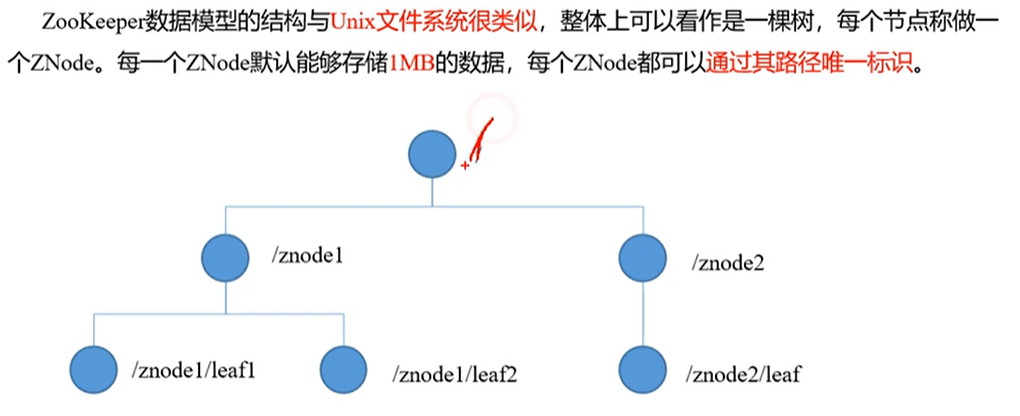 ZooKeeper数据模型的结构与Unix文件系统很类似，整体上可以看作是一棵树，每个节点称做一
个ZNode。每一个ZNode默认能够存储1MB的数据，每个ZNode都可以通过其路径唯一标识。
/
/znode1
/znode2
/znode1/leaf1
/znode1/leaf2
/znode2/leaf